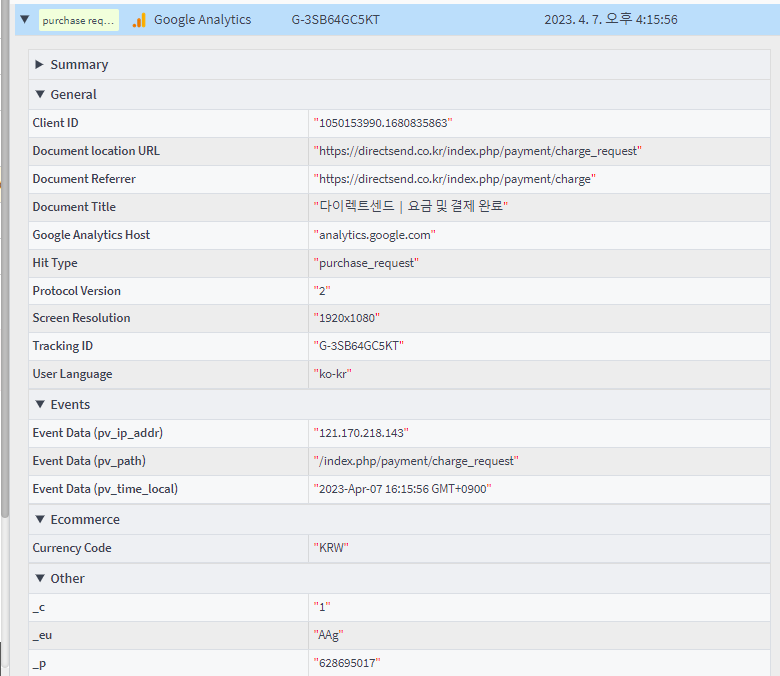 ▼ purchase req... Google Analytics G-3SB64GC5KT 2023. 4. 7. 오후 4:15:56
▶ Summary
▼ General
Client ID "1050153990.1680835863"
Document location URL "https://directsend.co.kr/index.php/payment/charge_request"
Document Referrer "https://directsend.co.kr/index.php/payment/charge"
Document Title "다이렉트센드 | 요금 및 결제 완료"
Google Analytics Host "analytics.google.com"
Hit Type "purchase_request"
Protocol Version "2"
Screen Resolution "1920x1080"
Tracking ID "G-3SB64GC5KT"
User Language "ko-kr"
▼ Events
Event Data (pv_ip_addr) "121.170.218.143"
Event Data (pv_path) "/index.php/payment/charge_request"
Event Data (pv_time_local) "2023-Apr-07 16:15:56 GMT+0900"
▼ Ecommerce
Currency Code "KRW"
▼ Other
_c "1"
_eu "AAg"
_p "628695017"